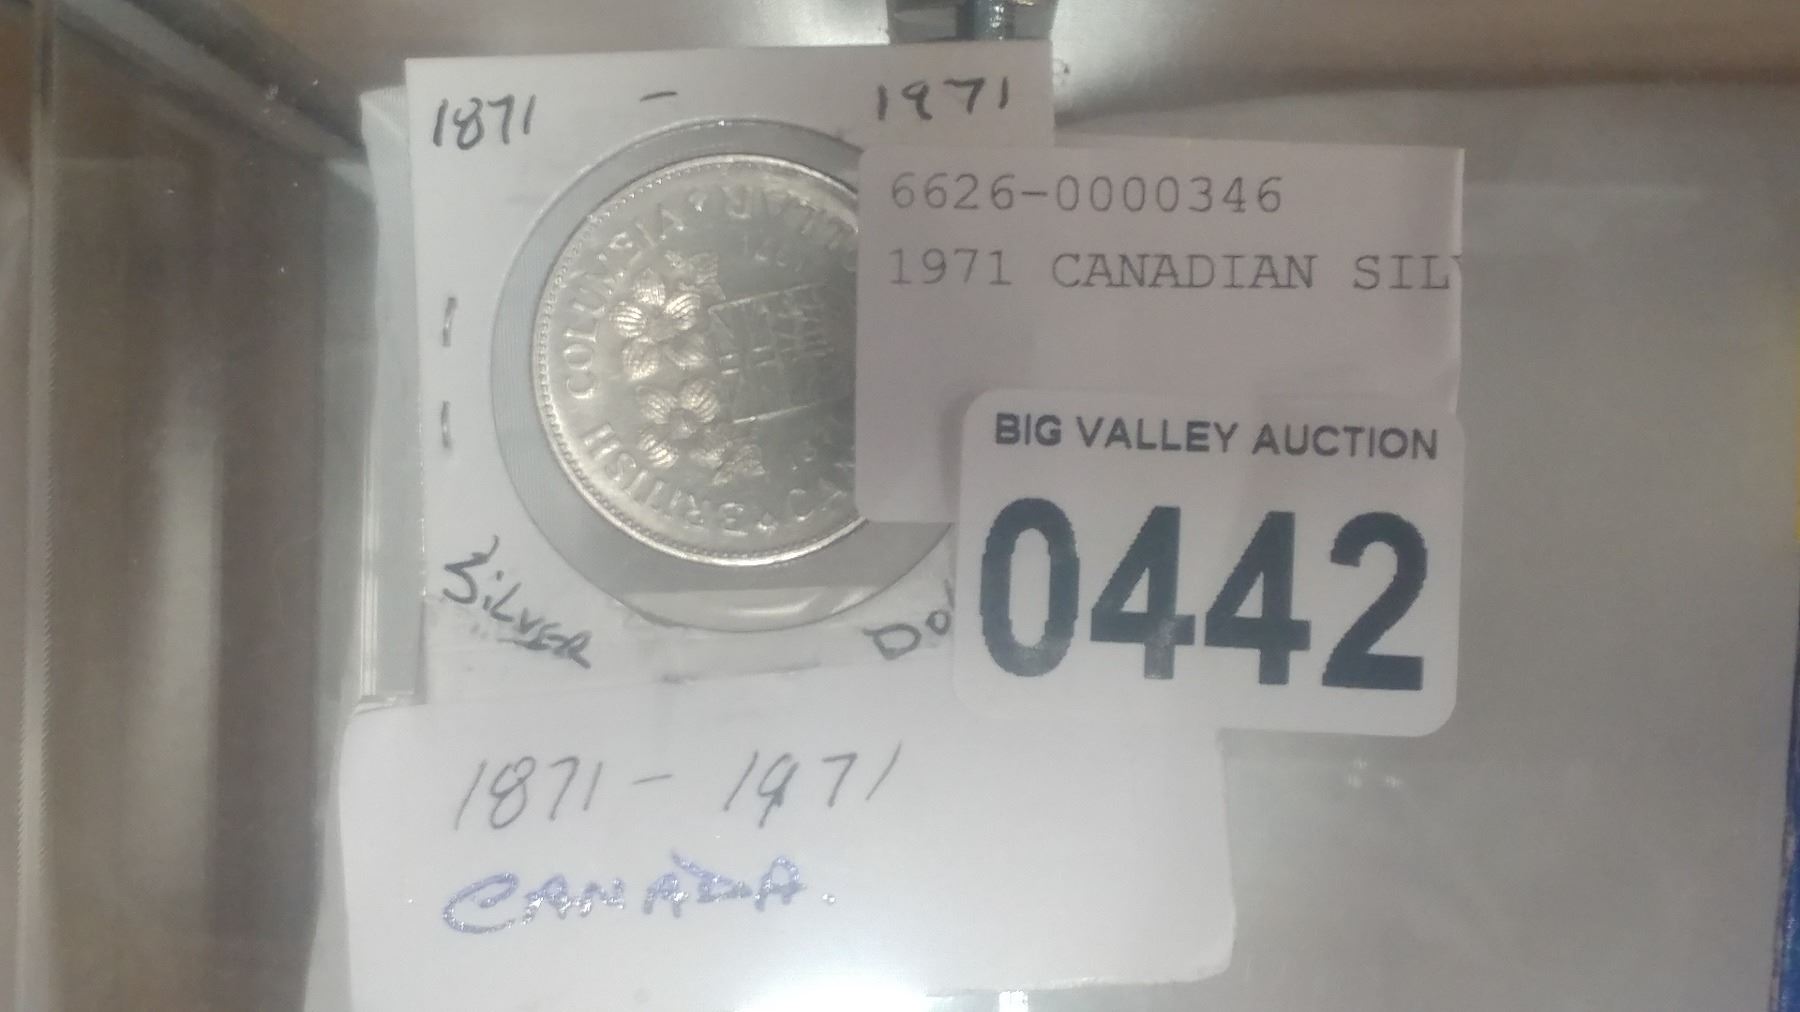 1871 - 1971
6626-0000346
1971 CANADIAN SIL
BRITISH COLUMBIA
BIG VALLEY AUCTION
0442
SILVER
1871 - 1971
CANADA.